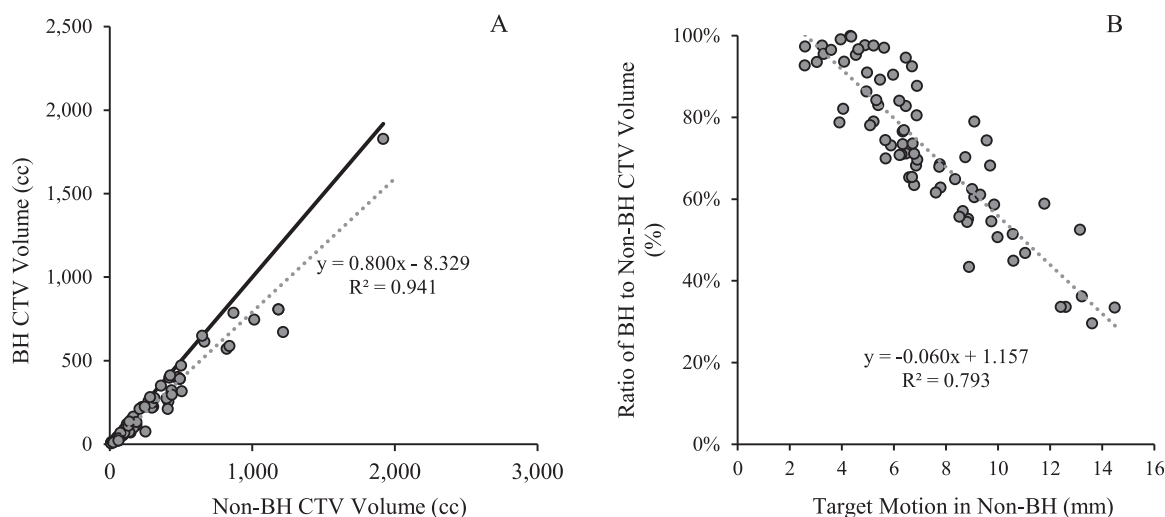 A
2,500
2,000
1,500
1,000
500
0
BH CTV Volume (cc)
y = 0.800x - 8.329
R² = 0.941
0
1,000
2,000
3,000
Non-BH CTV Volume (cc)
B
100%
80%
60%
40%
20%
0%
Ratio of BH to Non-BH CTV Volume
(%)
y = -0.060x + 1.157
R² = 0.793
0
2
4
6
8
10
12
14
16
Target Motion in Non-BH (mm)